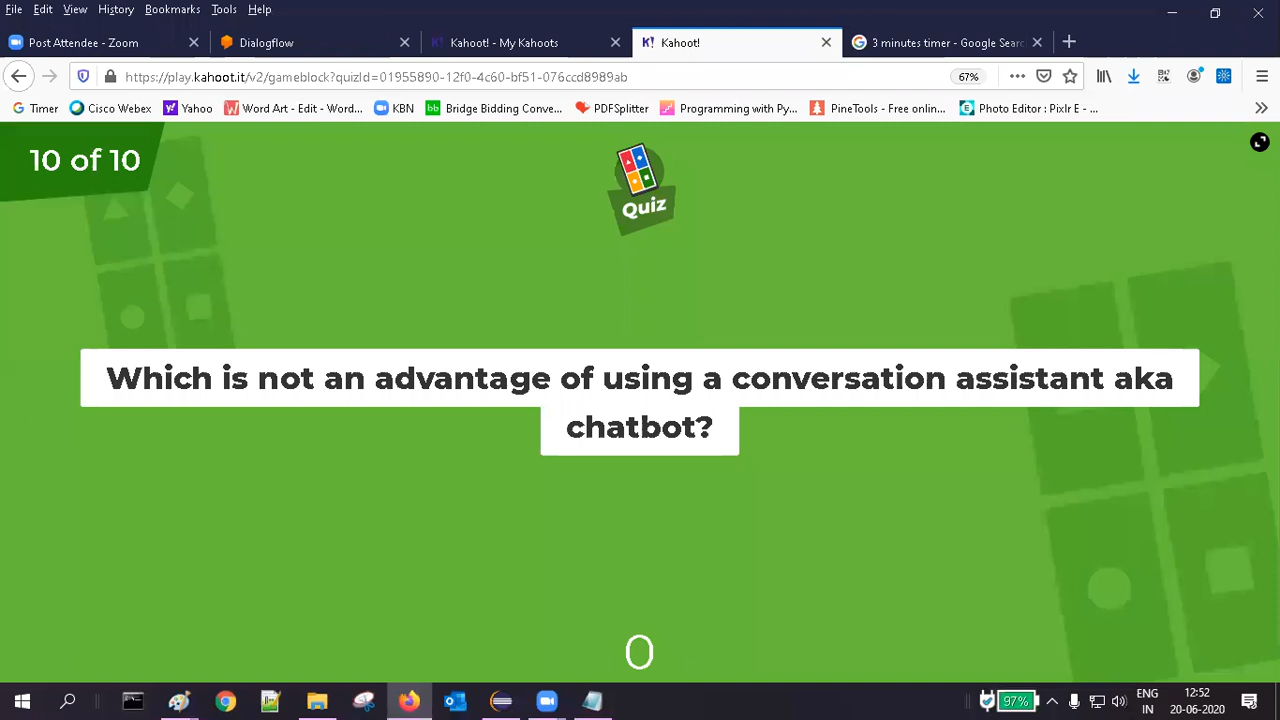 File Edit View History Bookmarks Tools Help
Post Attendee - Zoom
Dialogflow
K! Kahoot! - My Kahoots
K! Kahoot!
3 minutes timer - Google Searc
https://play.kahoot.it/v2/gameblock?quizId=01955890-12f0-4c60-bf51-076ccd8989ab
67%
Timer Cisco Webex Yahoo Word Art - Edit - Word... KBN Bridge Bidding Conve... PDFSplitter Programming with Py... PineTools - Free onlin... Photo Editor : Pixlr E - ...
10 of 10
Quiz
Which is not an advantage of using a conversation assistant aka
chatbot?
0
97%
ENG
IN
12:52
20-06-2020